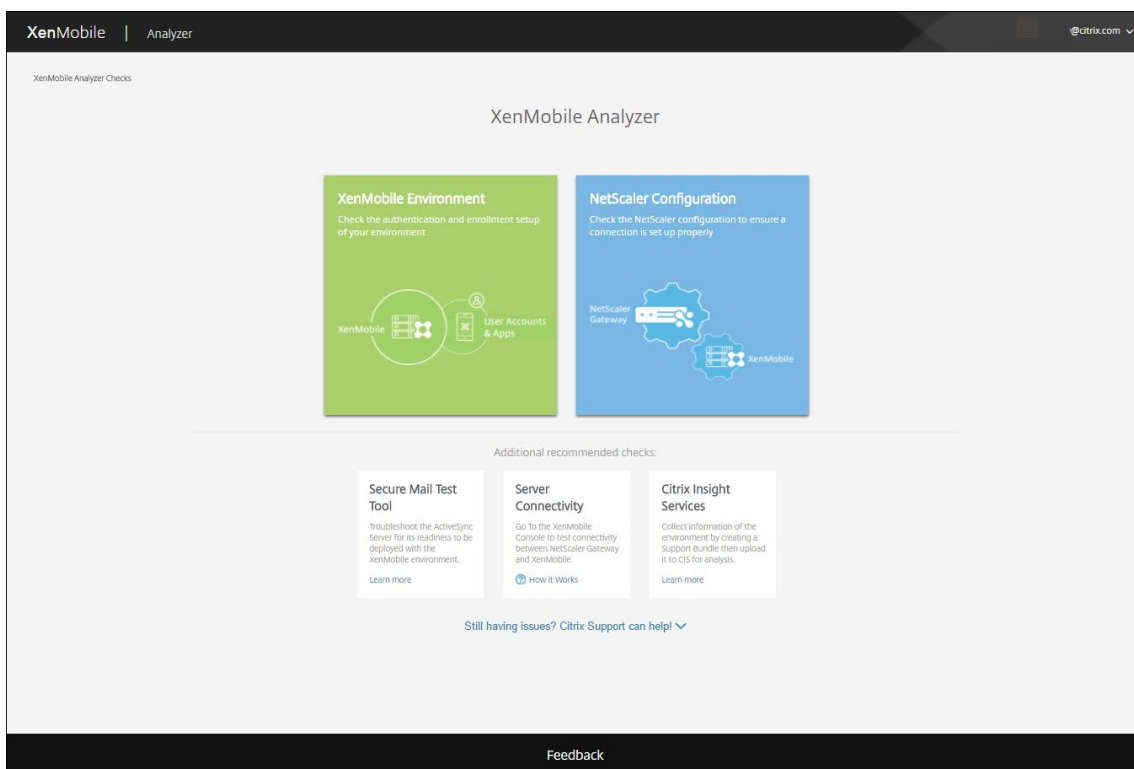 XenMobile | Analyzer
@citrix.com
XenMobile Analyzer Checks
XenMobile Analyzer
XenMobile Environment
Check the authentication and enrollment setup
of your environment
XenMobile
User Accounts
& Apps
NetScaler Configuration
Check the NetScaler configuration to ensure a
connection is set up properly
NetScaler
Gateway
XenMobile
Additional recommended checks:
Secure Mail Test
Tool
Troubleshoot the ActiveSync
Server for its readiness to be
deployed with the
XenMobile environment.
Learn more
Server
Connectivity
Go To the XenMobile
Console to test connectivity
between NetScaler Gateway
and XenMobile.
? How it Works
Citrix Insight
Services
Collect information of the
environment by creating a
Support Bundle then upload
it to CIS for analysis.
Learn more
Still having issues? Citrix Support can help!
Feedback